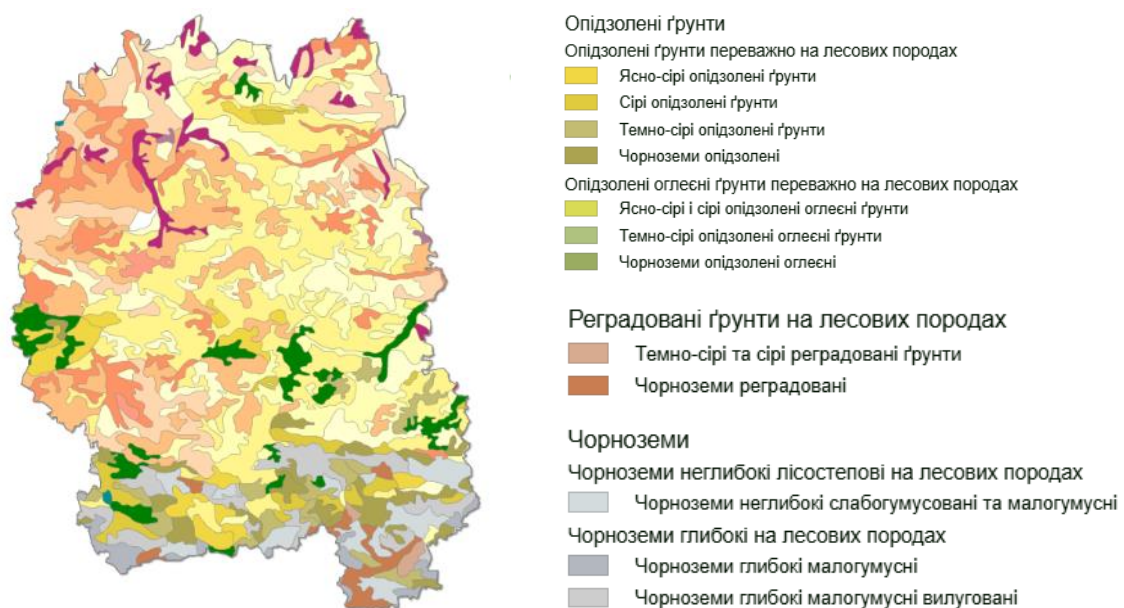 Опідзолені ґрунти
Опідзолені ґрунти переважно на лесових породах
Ясно-сірі опідзолені ґрунти
Сірі опідзолені ґрунти
Темно-сірі опідзолені ґрунти
Чорноземи опідзолені
Опідзолені оглеєні ґрунти переважно на лесових породах
Ясно-сірі і сірі опідзолені оглеєні ґрунти
Темно-сірі опідзолені оглеєні ґрунти
Чорноземи опідзолені оглеєні
Реградовані ґрунти на лесових породах
Темно-сірі та сірі реградовані ґрунти
Чорноземи реградовані
Чорноземи
Чорноземи неглибокі лісостепові на лесових породах
Чорноземи неглибокі слабогумусовані та малогумусні
Чорноземи глибокі на лесових породах
Чорноземи глибокі малогумусні
Чорноземи глибокі малогумусні вилуговані